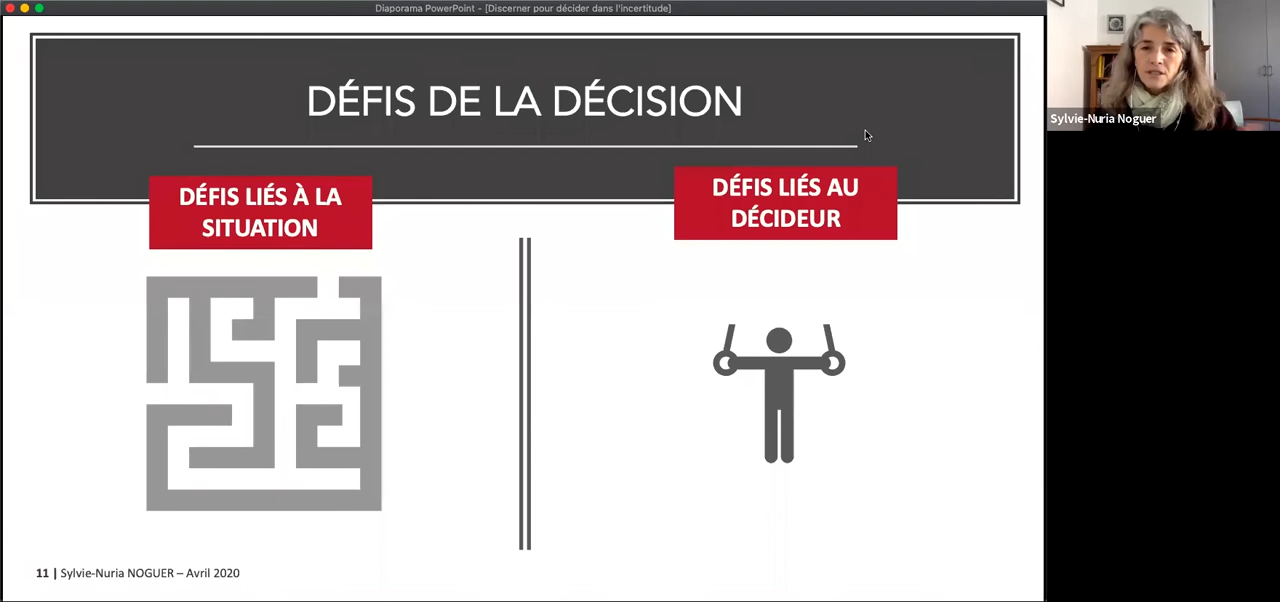 Diaporama PowerPoint - [Discerner pour décider dans l'incertitude]
DÉFIS DE LA DÉCISION
DÉFIS LIÉS À LA
SITUATION
DÉFIS LIÉS AU
DÉCIDEUR
Sylvie-Nuria Noguer
11 | Sylvie-Nuria NOGUER – Avril 2020